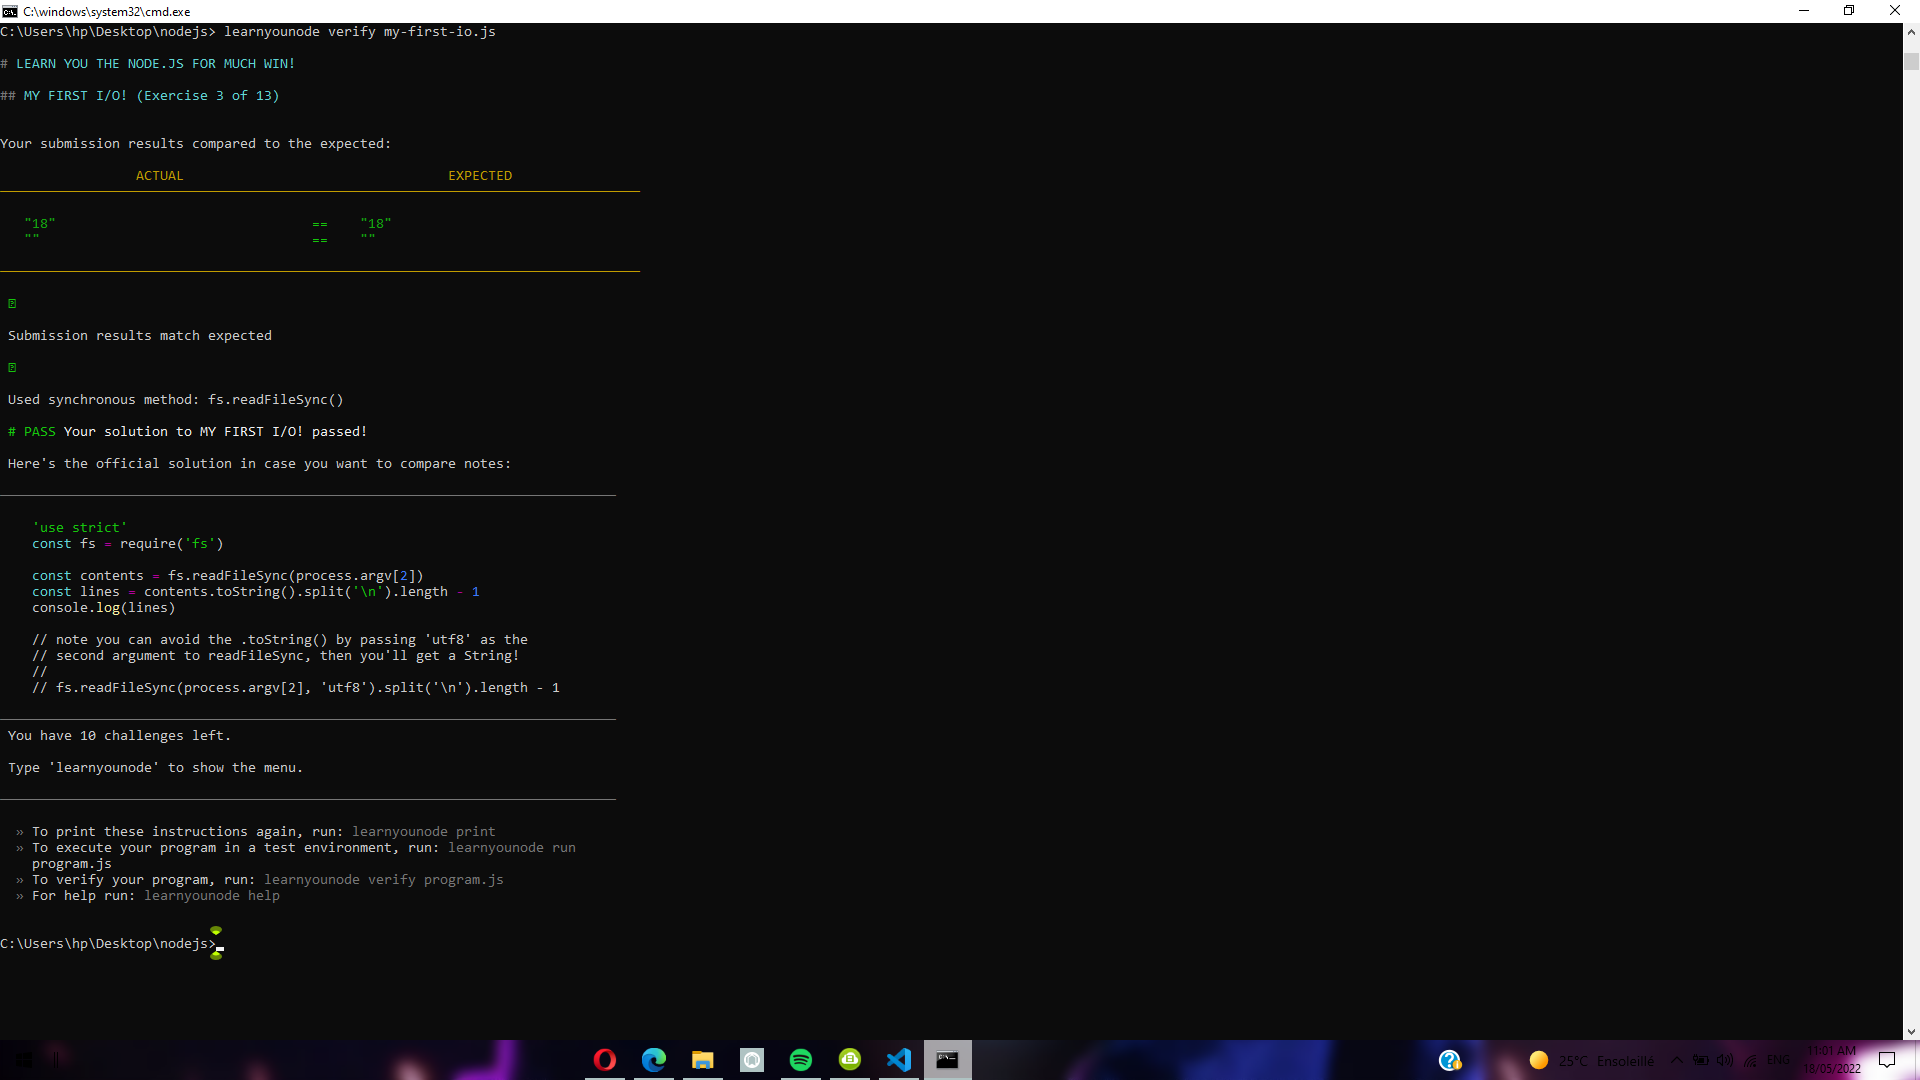 C:\windows\system32\cmd.exe
C:\Users\hp\Desktop\nodejs> learnyounode verify my-first-io.js
# LEARN YOU THE NODE.JS FOR MUCH WIN!
## MY FIRST I/O! (Exercise 3 of 13)
Your submission results compared to the expected:
ACTUAL EXPECTED
"18" == "18"
"" == ""
Submission results match expected
Used synchronous method: fs.readFileSync()
# PASS Your solution to MY FIRST I/O! passed!
Here's the official solution in case you want to compare notes:
'use strict'
const fs = require('fs')
const contents = fs.readFileSync(process.argv[2])
const lines = contents.toString().split('\n').length - 1
console.log(lines)
// note you can avoid the .toString() by passing 'utf8' as the
// second argument to readFileSync, then you'll get a String!
//
// fs.readFileSync(process.argv[2], 'utf8').split('\n').length - 1
You have 10 challenges left.
Type 'learnyounode' to show the menu.
» To print these instructions again, run: learnyounode print
» To execute your program in a test environment, run: learnyounode run
program.js
» To verify your program, run: learnyounode verify program.js
» For help run: learnyounode help
C:\Users\hp\Desktop\nodejs>
25°C Ensoleillé ENG 11:01 AM
18/05/2022